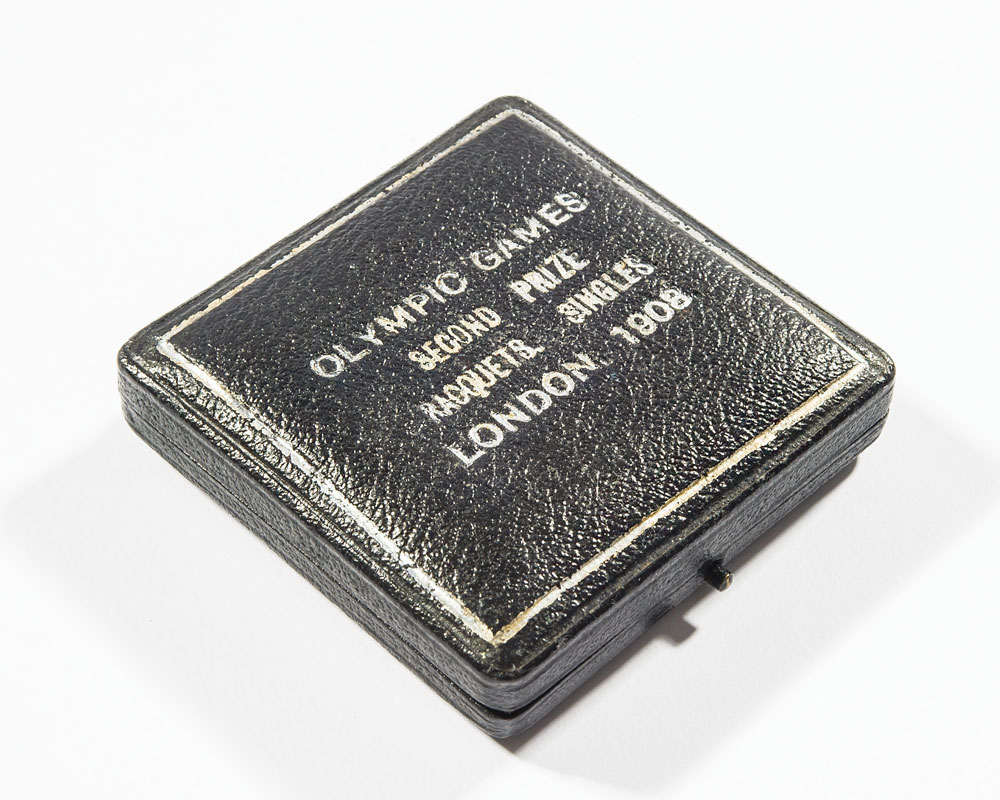 OLYMPIC GAMES
SECOND PRIZE
RACQUETS. SINGLES
LONDON 1908